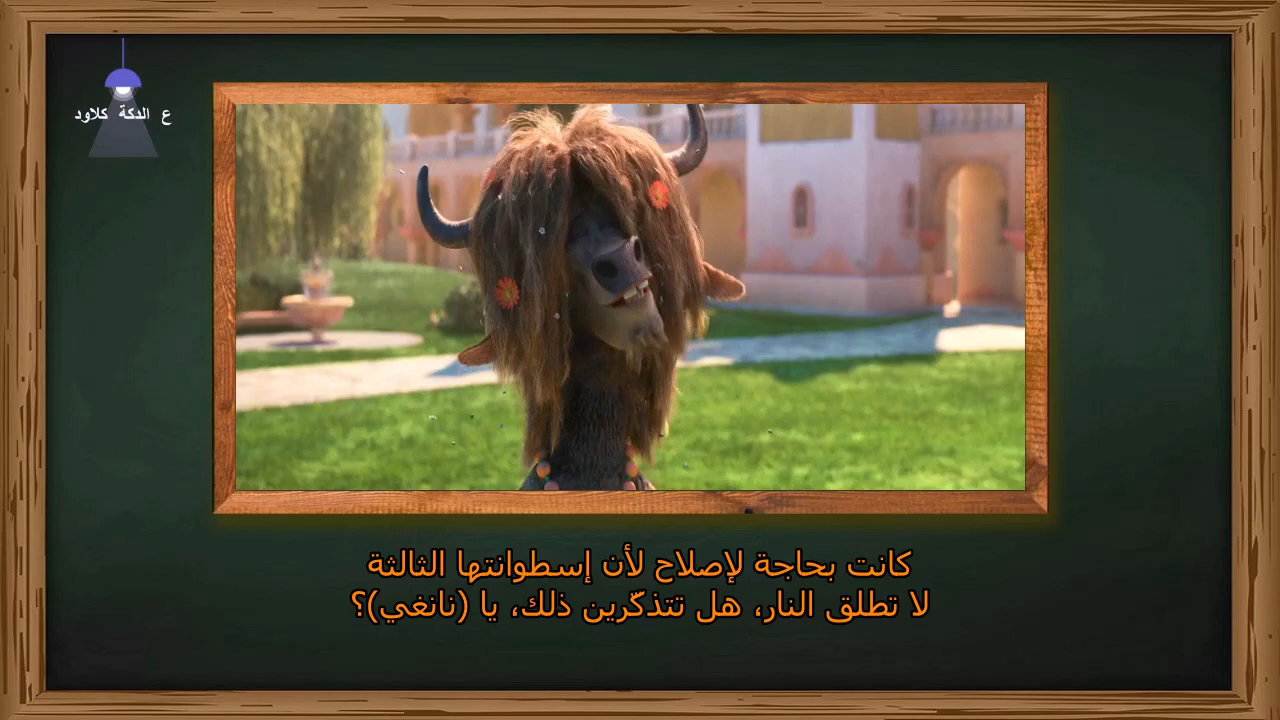 ع الدكة كلاود
كانت بحاجة لإصلاح لأن إسطوانتها الثالثة
لا تطلق النار، هل تتذكّرين ذلك، يا (نانغي)؟